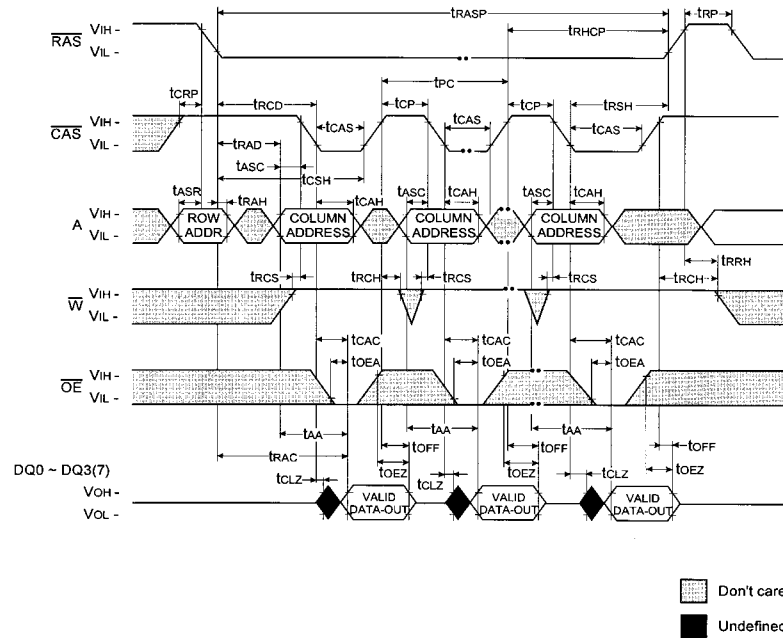 tRASP tRP
RAS VIH - tRHCP
VIL -
tPC
tCRP tRCD tCP tCP tRSH
CAS VIH - tCAS tCAS tCAS
VIL - tRAD
tASC tCSH
tASR tRAH tCAH tASC tCAH tASC tCAH
A VIH - ROW ADDR. COLUMN ADDRESS COLUMN ADDRESS COLUMN ADDRESS
VIL -
tRRH
tRCS tRCH tRCS tRCS tRCH
W VIH -
VIL -
tCAC tCAC tCAC
tOEA tOEA tOEA
OE VIH -
VIL -
tAA tAA tAA
tRAC tOFF tOFF tOFF
DQ0 ~ DQ3(7) tCLZ tOEZ tCLZ tOEZ tCLZ tOEZ
VOH - VALID DATA-OUT VALID DATA-OUT VALID DATA-OUT
VOL -
Don't care
Undefined